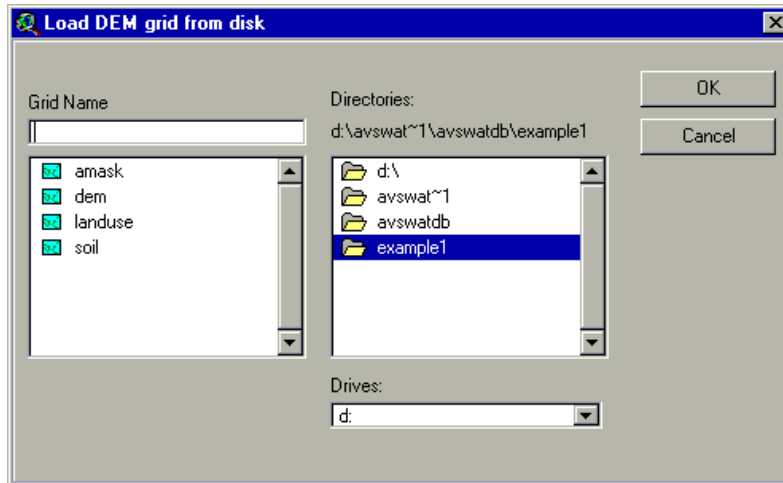 Load DEM grid from disk
Grid Name
amask
dem
landuse
soil
Directories:
d:\avswat~1\avswatdb\example1
d:\
avswat~1
avswatdb
example1
Drives:
d:
OK
Cancel